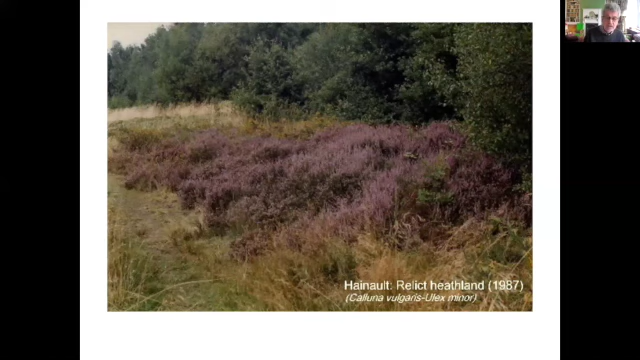 Hainault: Relict heathland (1987)
(Calluna vulgaris-Ulex minor)